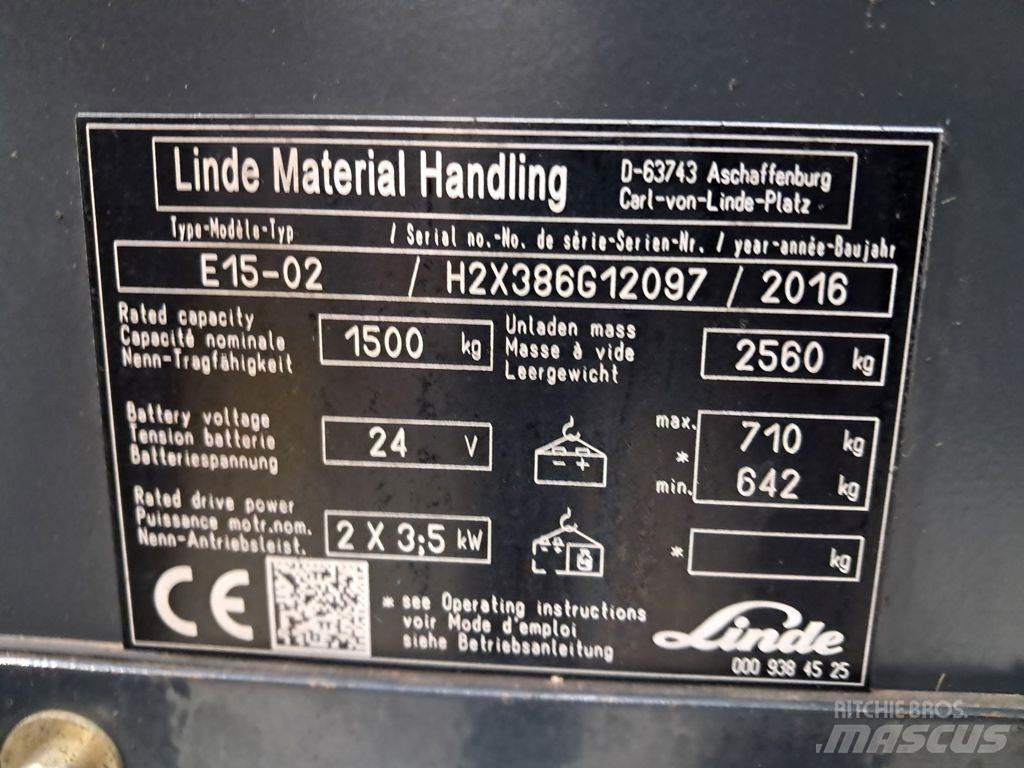 Linde Material Handling
D-63743 Aschaffenburg
Carl-von-Linde-Platz
Type-Modèle-Typ / Serial no.-No. de série-Serien-Nr. / year-année-Baujahr
E15-02 / H2X386G12097 / 2016
Rated capacity
Capacité nominale
Nenn-Tragfähigkeit
1500 kg
Unladen mass
Masse à vide
Leergewicht
2560 kg
Battery voltage
Tension batterie
Batteriespannung
24 V
- +
max. 710 kg
*
min. 642 kg
Rated drive power
Puissance motr.nom.
Nenn-Antriebsleist.
2 X 3;5 kW
* kg
CE
* see Operating instructions
voir Mode d'emploi
siehe Betriebsanleitung
Linde
000 938 45 25
RITCHIE BROS.
MASCUS